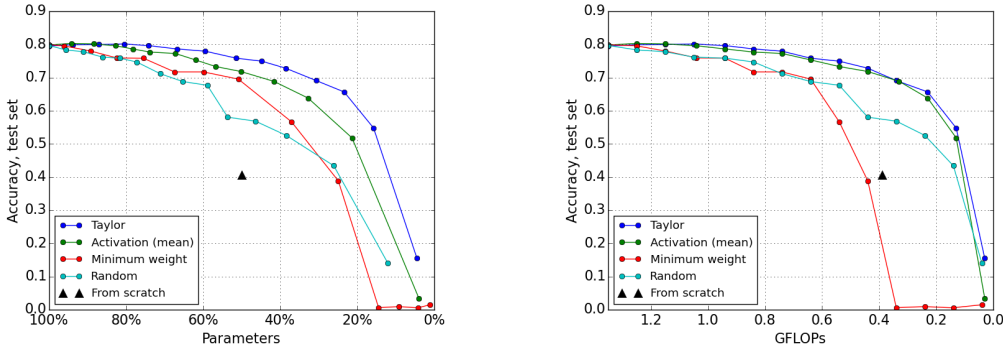 0.9
0.8
0.7
0.6
0.5
0.4
0.3
0.2
0.1
0.0
Accuracy, test set
Taylor
Activation (mean)
Minimum weight
Random
From scratch
100% 80% 60% 40% 20% 0%
Parameters
0.9
0.8
0.7
0.6
0.5
0.4
0.3
0.2
0.1
0.0
Accuracy, test set
Taylor
Activation (mean)
Minimum weight
Random
From scratch
1.2 1.0 0.8 0.6 0.4 0.2 0.0
GFLOPs